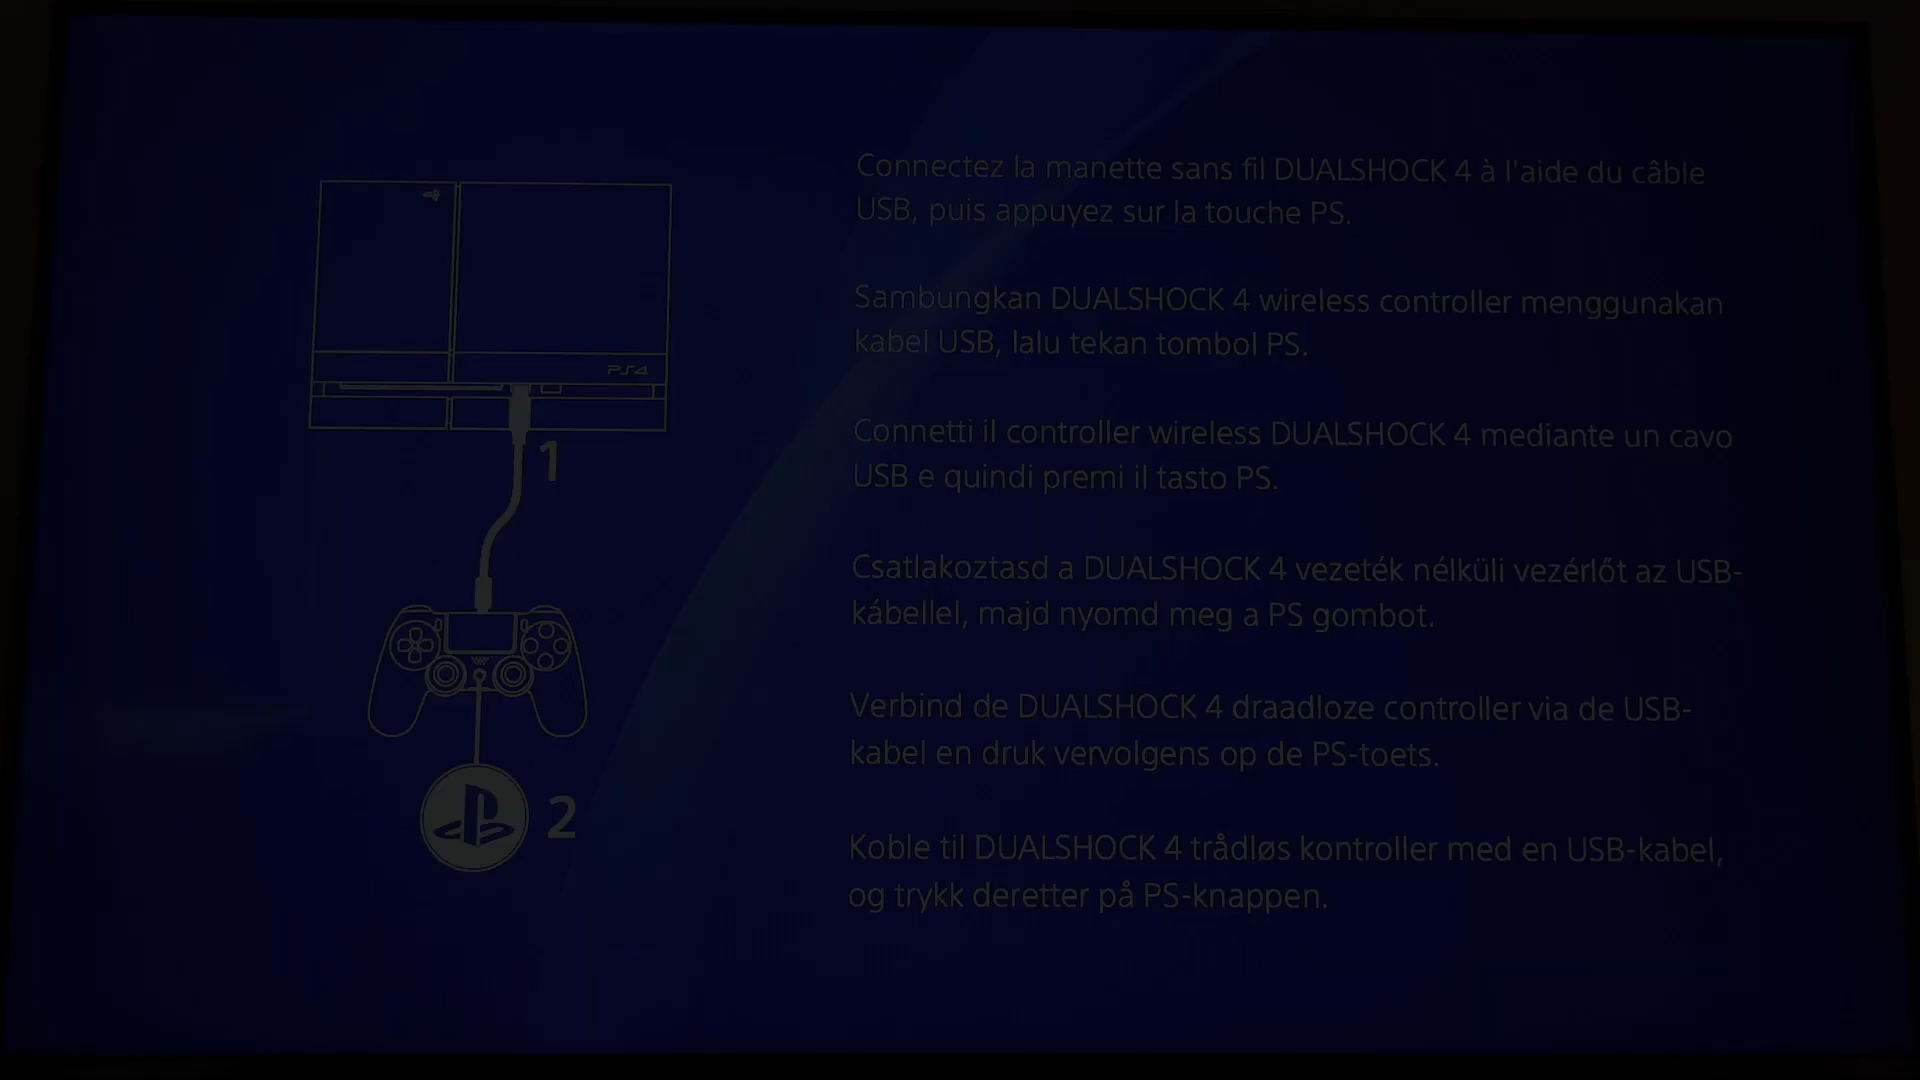 Connectez la manette sans fil DUALSHOCK 4 à l'aide du câble
USB, puis appuyez sur la touche PS.
Sambungkan DUALSHOCK 4 wireless controller menggunakan
kabel USB, lalu tekan tombol PS.
Connetti il controller wireless DUALSHOCK 4 mediante un cavo
USB e quindi premi il tasto PS.
Csatlakoztasd a DUALSHOCK 4 vezeték nélküli vezérlőt az USB-
kábellel, majd nyomd meg a PS gombot.
Verbind de DUALSHOCK 4 draadloze controller via de USB-
kabel en druk vervolgens op de PS-toets.
Koble til DUALSHOCK 4 trådløs kontroller med en USB-kabel,
og trykk deretter på PS-knappen.
PS4
1
2